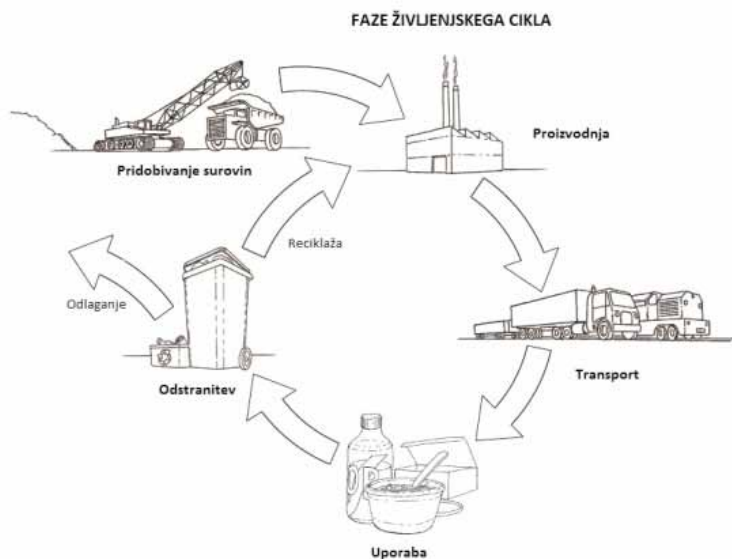 FAZE ŽIVLJENJSKEGA CIKLA
Proizvodnja
Pridobivanje surovin
Reciklaža
Odlaganje
Odstranitev
Transport
Uporaba